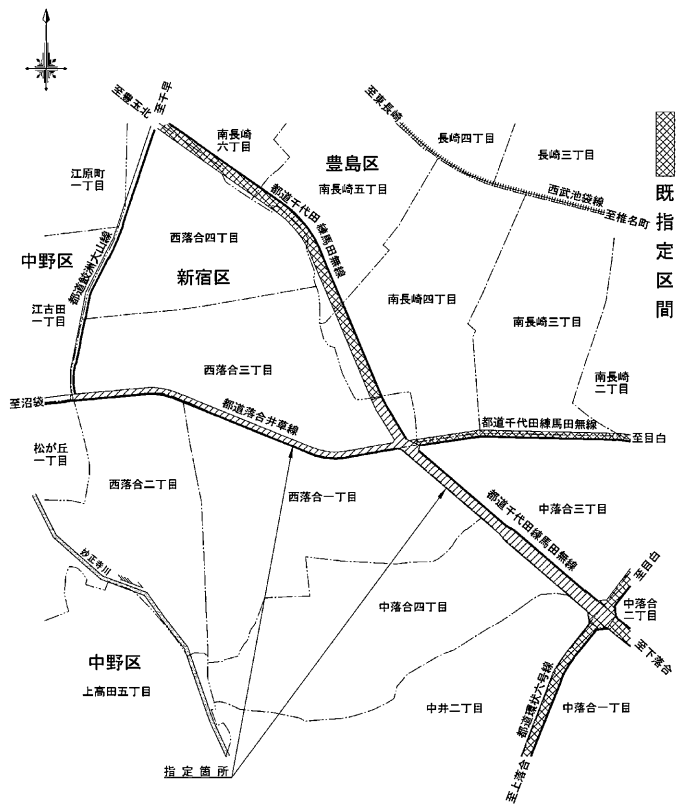 至豊玉北
至千早
南長崎
六丁目
至東長崎
長崎四丁目
長崎三丁目
豊島区
南長崎五丁目
江原町
一丁目
都道千代田練馬田無線
西武池袋線
至椎名町
既指定区間
西落合四丁目
中野区
都道鮫洲大山線
新宿区
江古田
一丁目
南長崎四丁目
南長崎三丁目
西落合三丁目
南長崎
二丁目
至沼袋
都道落合井草線
都道千代田練馬田無線
至目白
松が丘
一丁目
西落合二丁目
西落合一丁目
都道千代田練馬田無線
中落合三丁目
妙正寺川
至目白
中落合四丁目
中落合
二丁目
至下落合
中野区
上高田五丁目
都道環状六号線
中井二丁目
中落合一丁目
指定箇所
至上落合